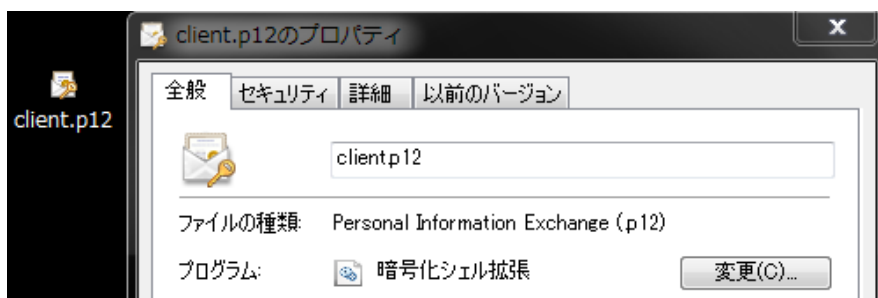 client.p12のプロパティ
x
client.p12
全般 セキュリティ 詳細 以前のバージョン
client.p12
ファイルの種類: Personal Information Exchange (.p12)
プログラム: 暗号化シェル拡張 変更(C)...